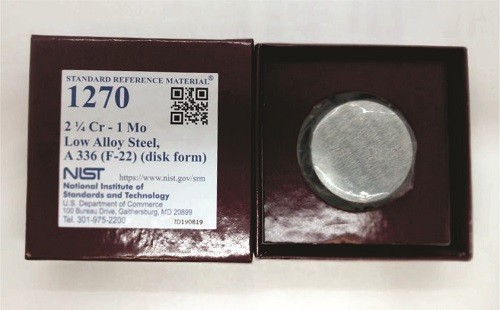 STANDARD REFERENCE MATERIAL®
1270
2 ¼ Cr - 1 Mo
Low Alloy Steel,
A 336 (F-22) (disk form)
NIST https://www.nist.gov/srm
National Institute of
Standards and Technology
U.S. Department of Commerce
100 Bureau Drive, Gaithersburg, MD 20899
Tel. 301-975-2200 ID190819